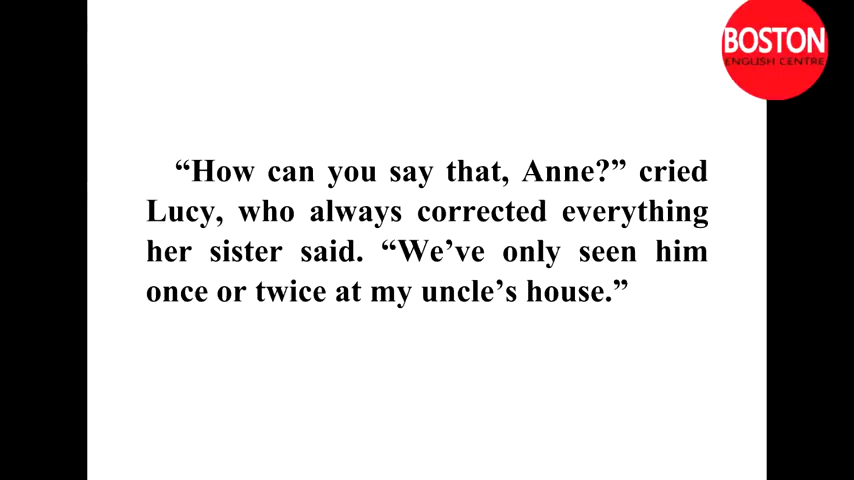 BOSTON
ENGLISH CENTRE
“How can you say that, Anne?” cried
Lucy, who always corrected everything
her sister said. “We’ve only seen him
once or twice at my uncle’s house.”